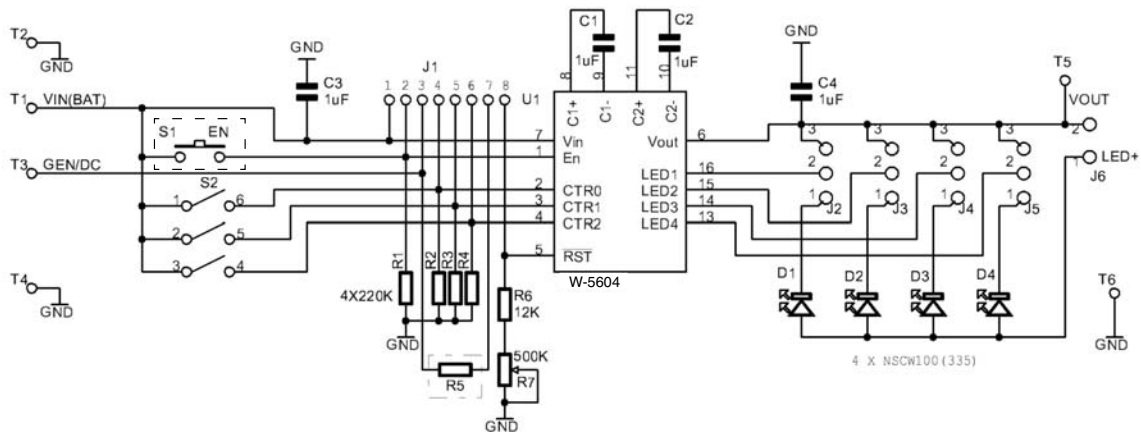 T2
GND
T1
VIN(BAT)
S1
EN
T3
GEN/DC
S2
1
6
2
5
3
4
T4
GND
GND
C3
1uF
J1
1 2 3 4 5 6 7 8
U1
C1
1uF
C2
1uF
8
9
11
10
C1+
C1-
C2+
C2-
7
Vin
1
En
2
CTR0
3
CTR1
4
CTR2
5
RST
Vout
6
LED1
16
LED2
15
LED3
14
LED4
13
W-5604
R1
R2
R3
R4
4X220K
GND
R5
R6
12K
500K
R7
GND
GND
C4
1uF
T5
VOUT
2
LED+
1
J6
3
2
1
J2
3
2
1
J3
3
2
1
J4
3
2
1
J5
D1
D2
D3
D4
T6
GND
4 X NSCW100(335)